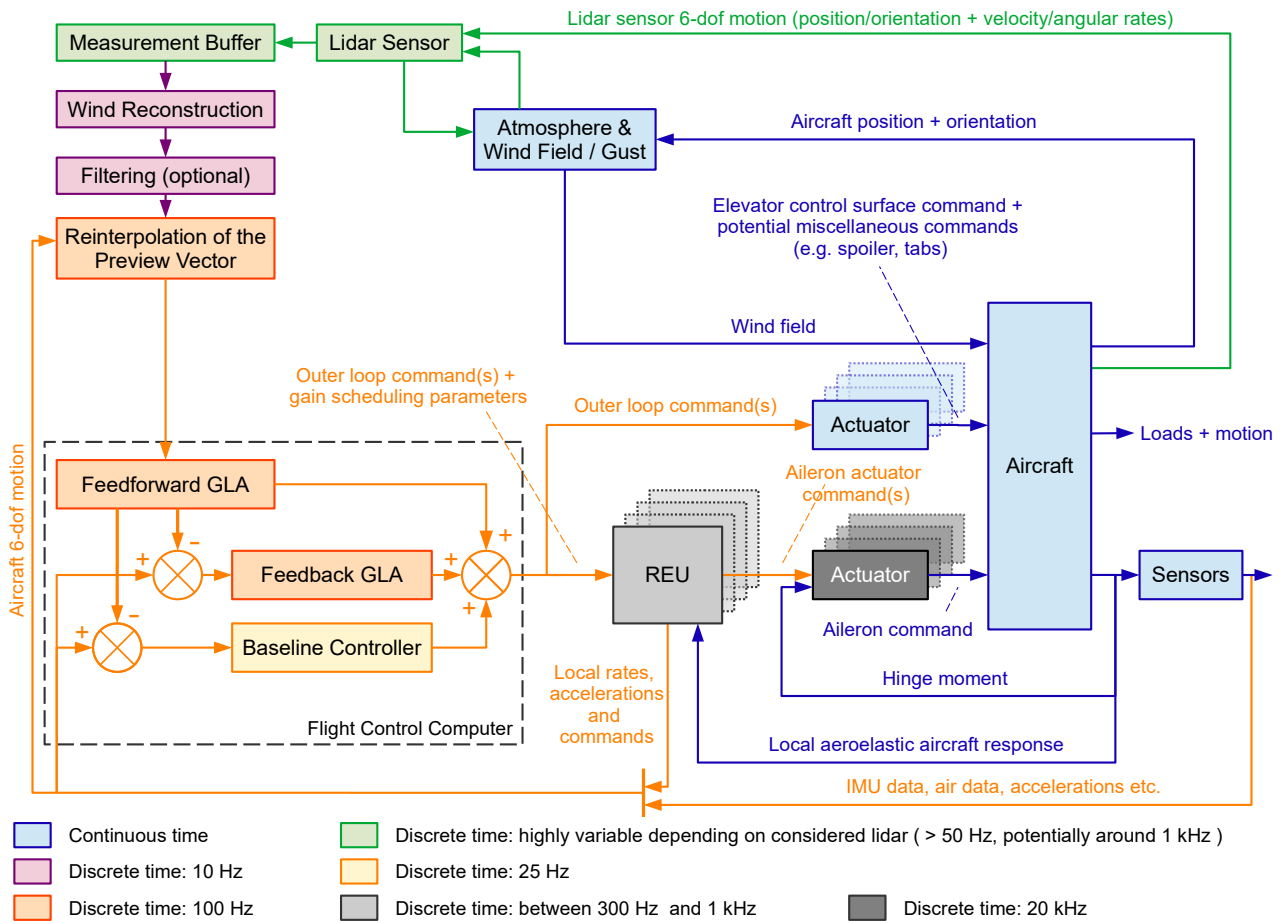 Lidar sensor 6-dof motion (position/orientation + velocity/angular rates)
Measurement Buffer
Lidar Sensor
Wind Reconstruction
Atmosphere &
Wind Field / Gust
Aircraft position + orientation
Filtering (optional)
Elevator control surface command +
potential miscellaneous commands
(e.g. spoiler, tabs)
Reinterpolation of the
Preview Vector
Wind field
Outer loop command(s) +
gain scheduling parameters
Outer loop command(s)
Actuator
Loads + motion
Aircraft
Aircraft 6-dof motion
Feedforward GLA
Aileron actuator
command(s)
+
+
−
Feedback GLA
+
REU
Actuator
Sensors
+
−
+
Baseline Controller
Aileron command
Local rates,
accelerations
and
commands
Hinge moment
Flight Control Computer
Local aeroelastic aircraft response
IMU data, air data, accelerations etc.
Continuous time
Discrete time: highly variable depending on considered lidar ( > 50 Hz, potentially around 1 kHz )
Discrete time: 10 Hz
Discrete time: 25 Hz
Discrete time: 100 Hz
Discrete time: between 300 Hz and 1 kHz
Discrete time: 20 kHz